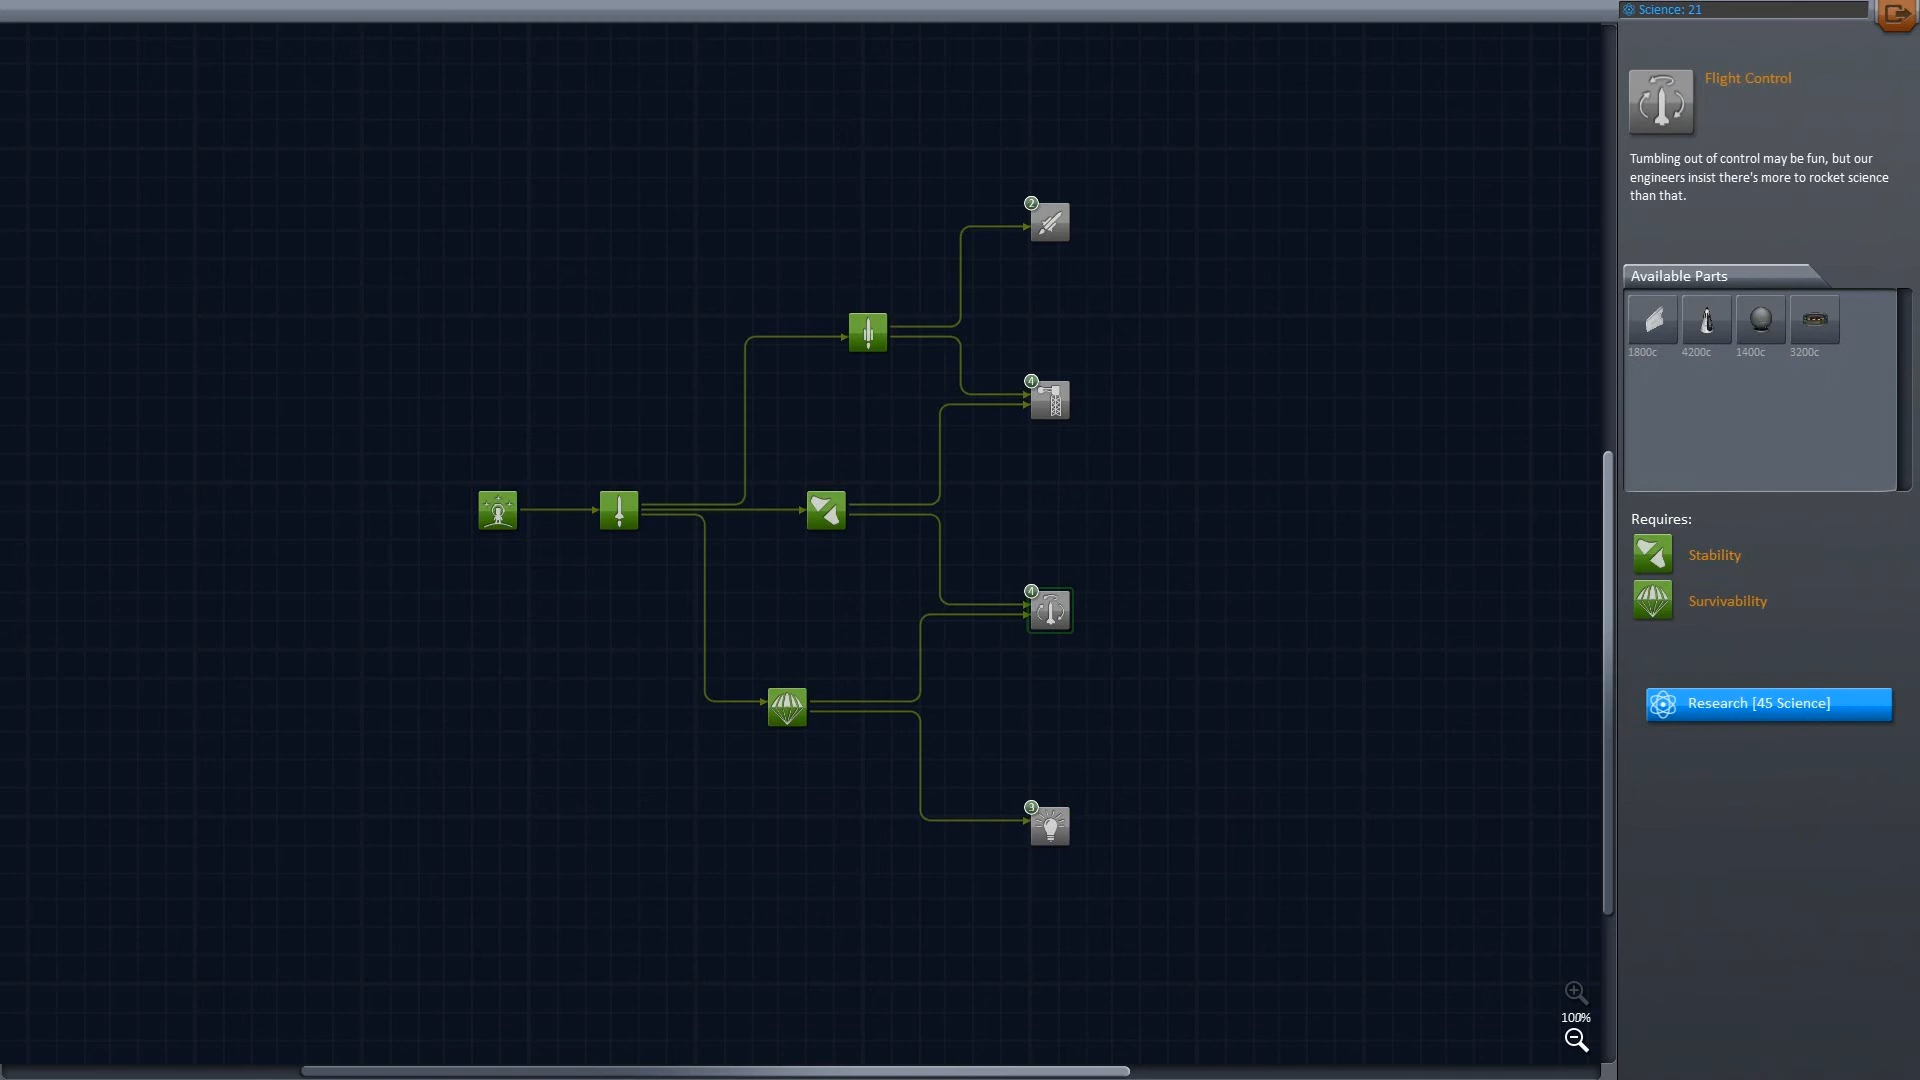 Science: 21
Flight Control
Tumbling out of control may be fun, but our
engineers insist there's more to rocket science
than that.
2
4
Available Parts
1800c 4200c 1400c 3200c
Requires:
Stability
4
Survivability
Research [45 Science]
3
100%